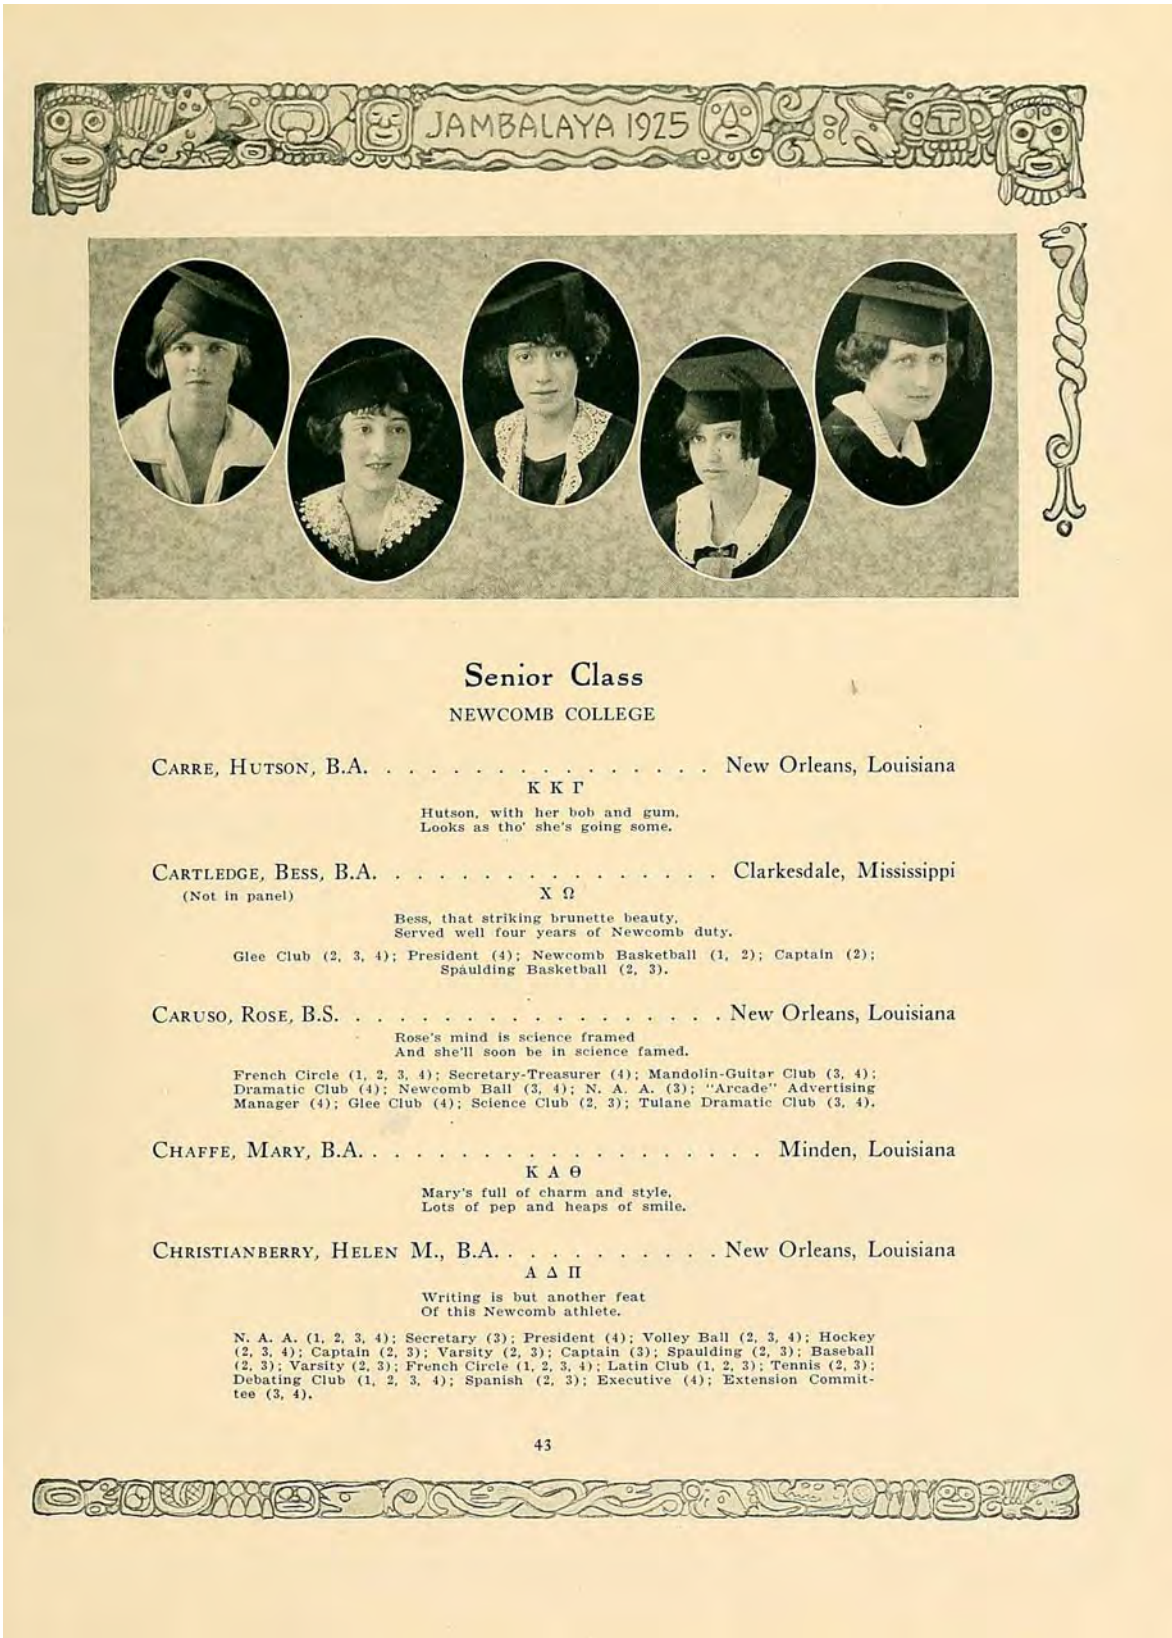 JAMBALAYA 1925
Senior Class
NEWCOMB COLLEGE
CARRE, HUTSON, B.A. . . . . . . . . . . . . . . . New Orleans, Louisiana
Κ Κ Γ
Hutson, with her bob and gum,
Looks as tho' she's going some.
CARTLEDGE, BESS, B.A. . . . . . . . . . . . . . . . Clarkesdale, Mississippi
(Not in panel) Χ Ω
Bess, that striking brunette beauty,
Served well four years of Newcomb duty.
Glee Club (2, 3, 4); President (4); Newcomb Basketball (1, 2); Captain (2);
Spaulding Basketball (2, 3).
CARUSO, ROSE, B.S. . . . . . . . . . . . . . . . . . New Orleans, Louisiana
Rose's mind is science framed
And she'll soon be in science famed.
French Circle (1, 2, 3, 4); Secretary-Treasurer (4); Mandolin-Guitar Club (3, 4);
Dramatic Club (4); Newcomb Ball (3, 4); N. A. A. (3); "Arcade" Advertising
Manager (4); Glee Club (4); Science Club (2, 3); Tulane Dramatic Club (3, 4).
CHAFFE, MARY, B.A. . . . . . . . . . . . . . . . . . . Minden, Louisiana
Κ Α Θ
Mary's full of charm and style,
Lots of pep and heaps of smile.
CHRISTIANBERRY, HELEN M., B.A. . . . . . . . . . . New Orleans, Louisiana
Α Δ Π
Writing is but another feat
Of this Newcomb athlete.
N. A. A. (1, 2, 3, 4); Secretary (3); President (4); Volley Ball (2, 3, 4); Hockey
(2, 3, 4); Captain (2, 3); Varsity (2, 3); Captain (3); Spaulding (2, 3); Baseball
(2, 3); Varsity (2, 3); French Circle (1, 2, 3, 4); Latin Club (1, 2, 3); Tennis (2, 3);
Debating Club (1, 2, 3, 4); Spanish (2, 3); Executive (4); Extension Commit-
tee (3, 4).
43